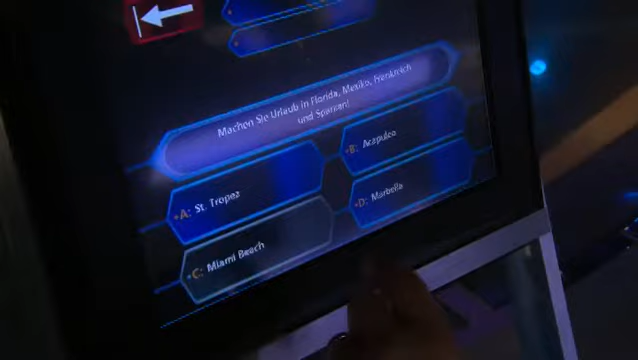 Machen Sie Urlaub in Florida, Mexiko, Frankreich
und Spanien!
A: St. Tropez
B: Acapulco
C: Miami Beach
D: Marbella